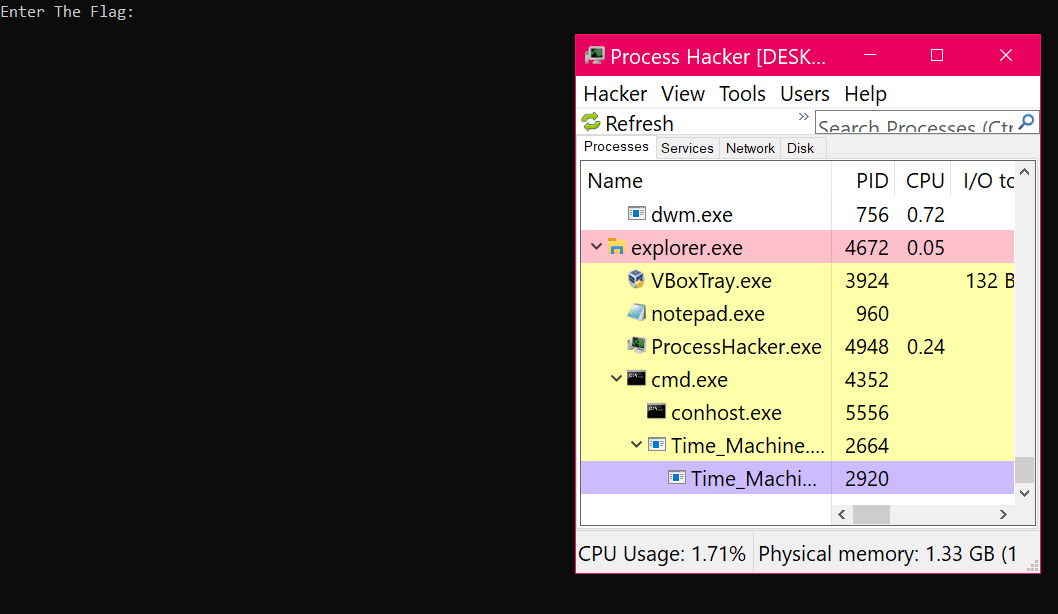 Enter The Flag:
Process Hacker [DESK...
Hacker View Tools Users Help
Refresh » Search Processes (Ctr
Processes Services Network Disk
Name PID CPU I/O to
dwm.exe 756 0.72
explorer.exe 4672 0.05
VBoxTray.exe 3924 132 B
notepad.exe 960
ProcessHacker.exe 4948 0.24
cmd.exe 4352
conhost.exe 5556
Time_Machine.... 2664
Time_Machi... 2920
CPU Usage: 1.71% Physical memory: 1.33 GB (1